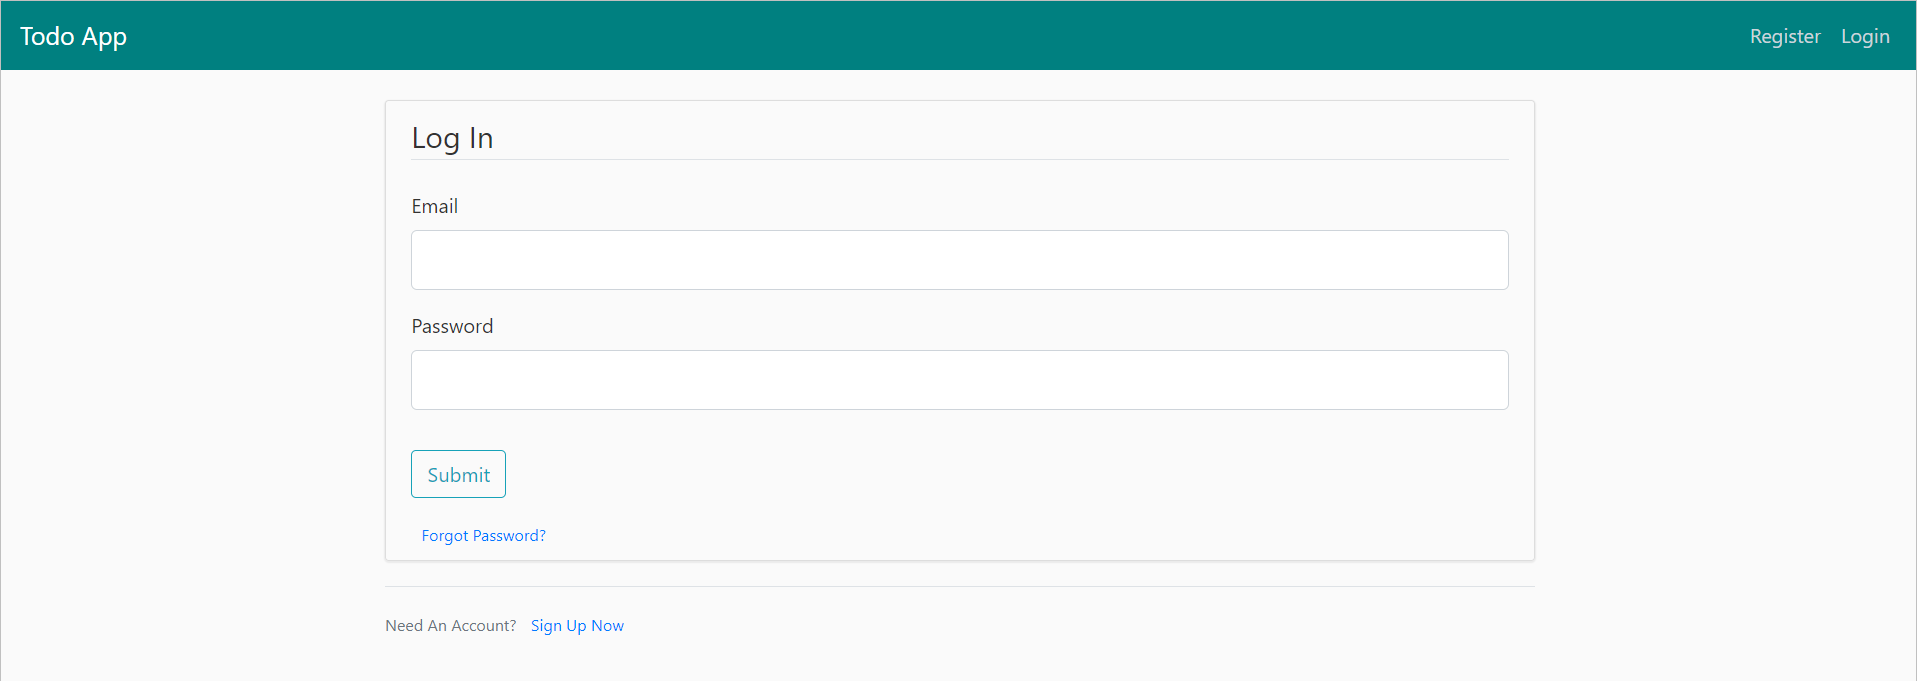 Todo App
Register Login
Log In
Email
Password
Submit
Forgot Password?
Need An Account? Sign Up Now